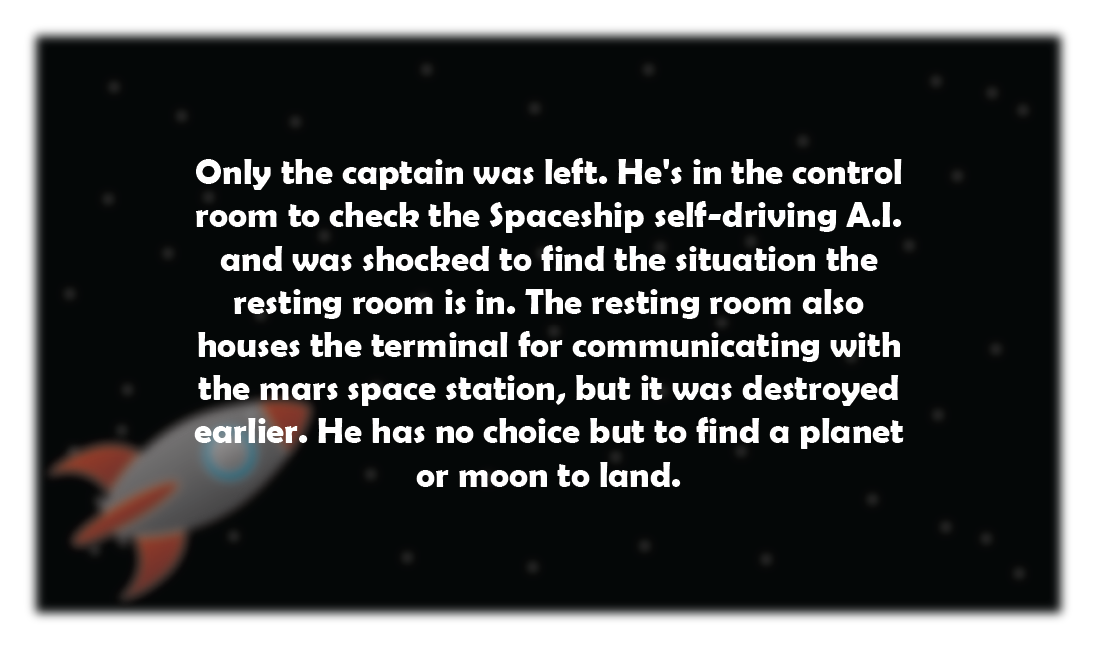 Only the captain was left. He's in the control
room to check the Spaceship self-driving A.I.
and was shocked to find the situation the
resting room is in. The resting room also
houses the terminal for communicating with
the mars space station, but it was destroyed
earlier. He has no choice but to find a planet
or moon to land.